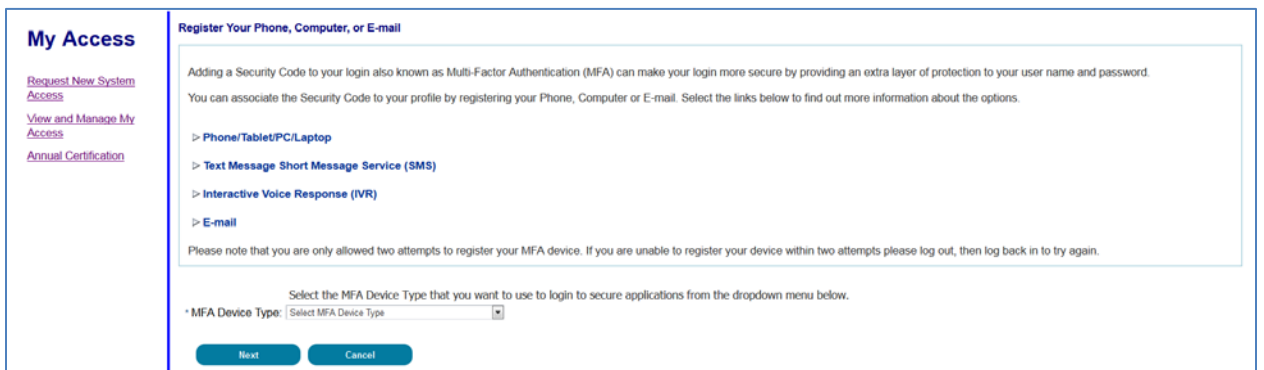 My Access
Request New System
Access
View and Manage My
Access
Annual Certification
Register Your Phone, Computer, or E-mail
Adding a Security Code to your login also known as Multi-Factor Authentication (MFA) can make your login more secure by providing an extra layer of protection to your user name and password.
You can associate the Security Code to your profile by registering your Phone, Computer or E-mail. Select the links below to find out more information about the options.
▷ Phone/Tablet/PC/Laptop
▷ Text Message Short Message Service (SMS)
▷ Interactive Voice Response (IVR)
▷ E-mail
Please note that you are only allowed two attempts to register your MFA device. If you are unable to register your device within two attempts please log out, then log back in to try again.
Select the MFA Device Type that you want to use to login to secure applications from the dropdown menu below.
* MFA Device Type: Select MFA Device Type
Next Cancel